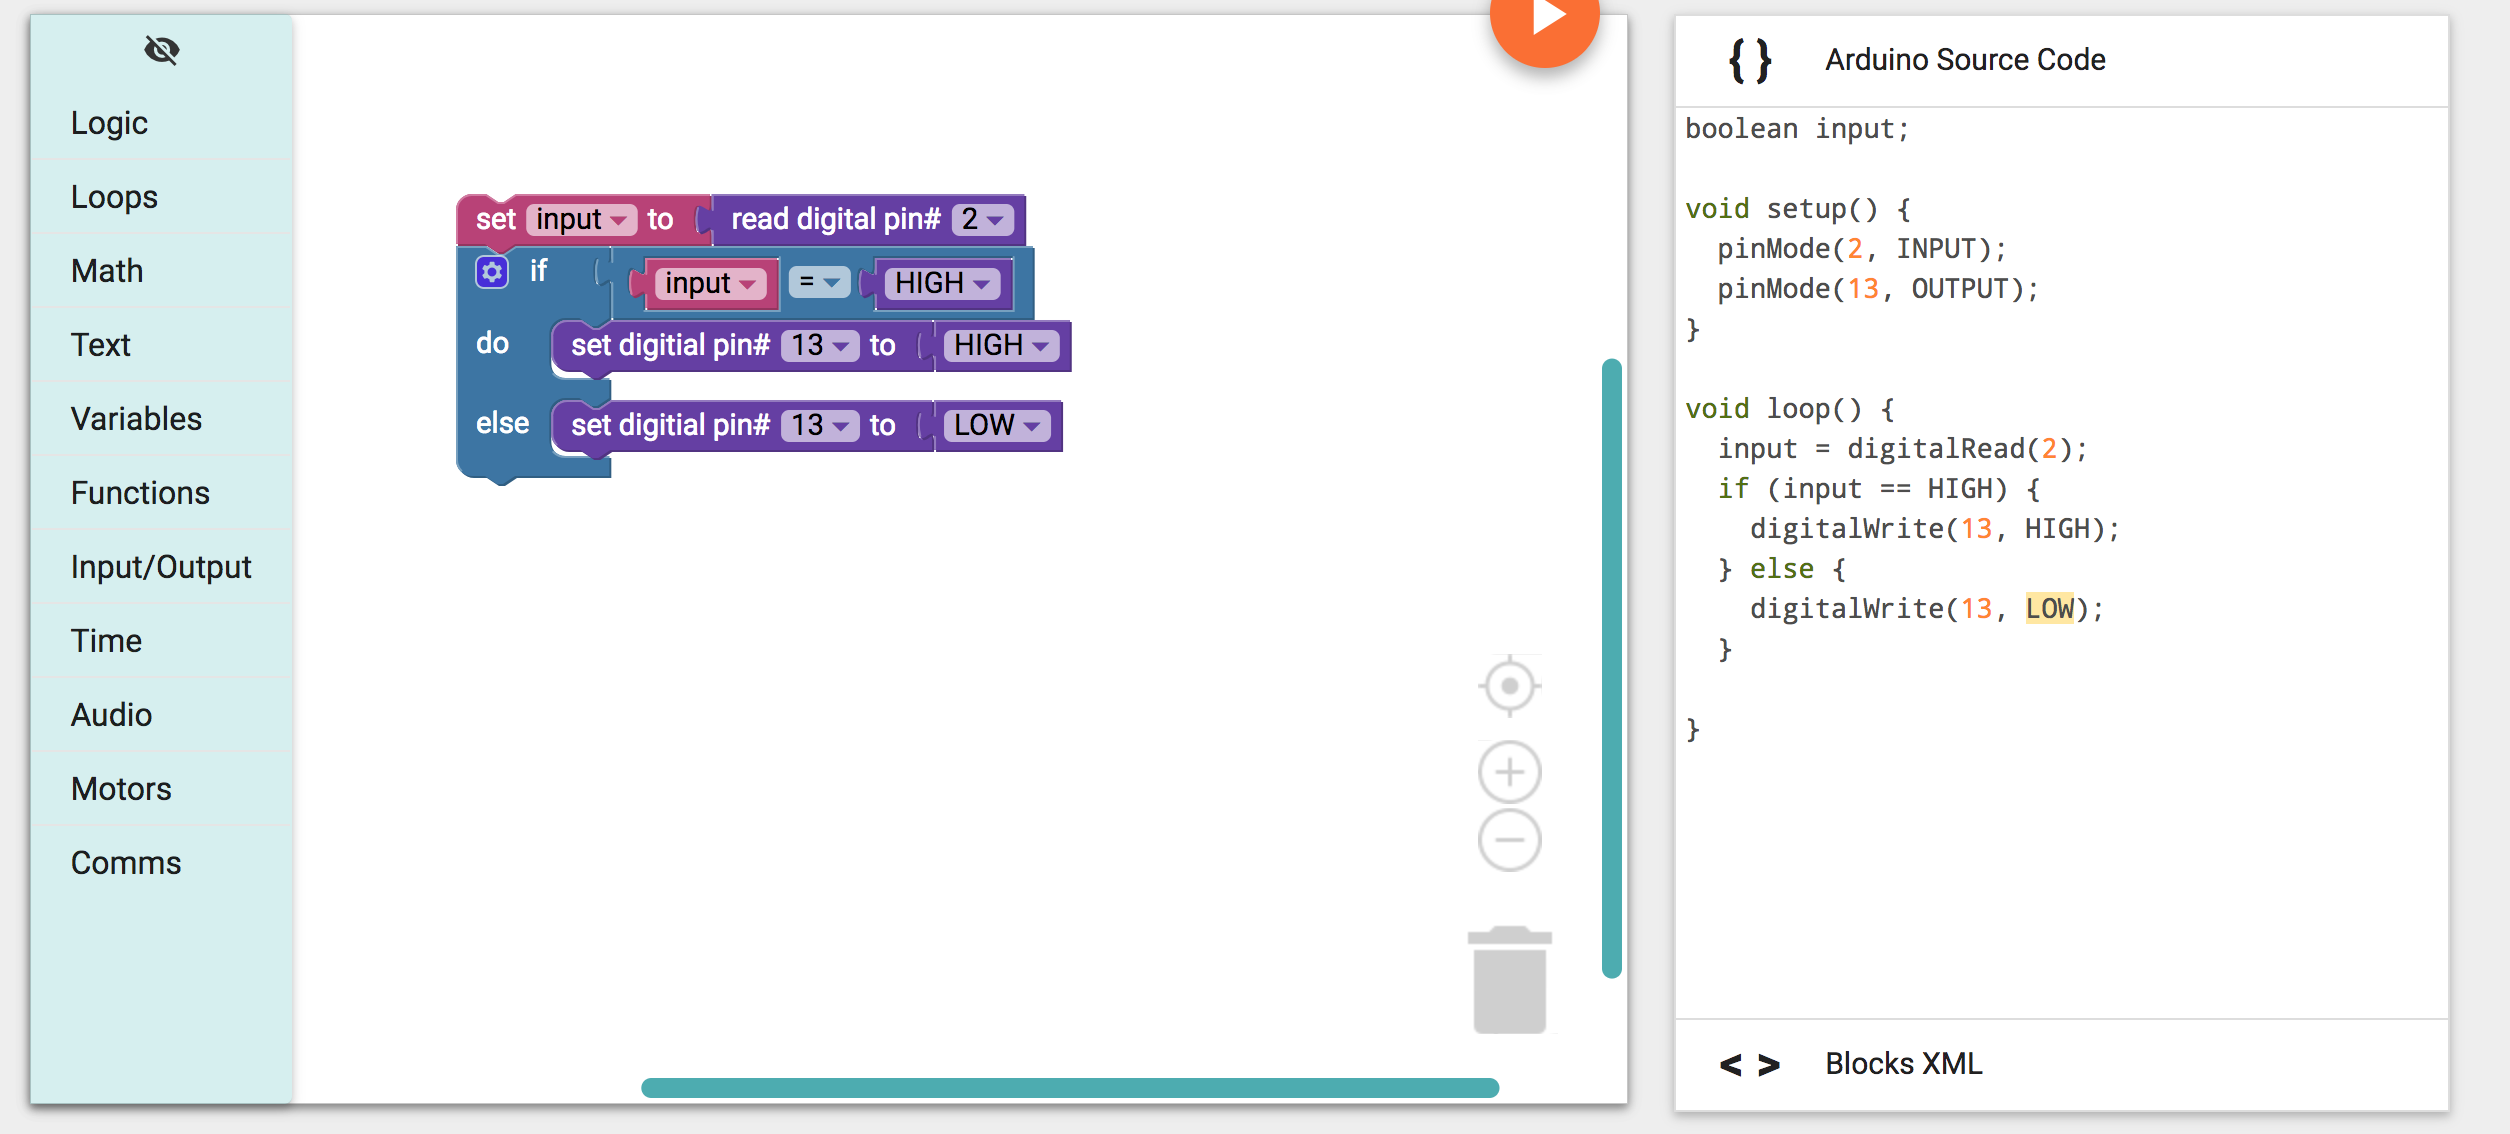 Logic
Loops
Math
Text
Variables
Functions
Input/Output
Time
Audio
Motors
Comms
set input to read digital pin# 2
if input = HIGH
do set digitial pin# 13 to HIGH
else set digitial pin# 13 to LOW
{ } Arduino Source Code
boolean input;
void setup() {
  pinMode(2, INPUT);
  pinMode(13, OUTPUT);
}
void loop() {
  input = digitalRead(2);
  if (input == HIGH) {
    digitalWrite(13, HIGH);
  } else {
    digitalWrite(13, LOW);
  }
}
< > Blocks XML